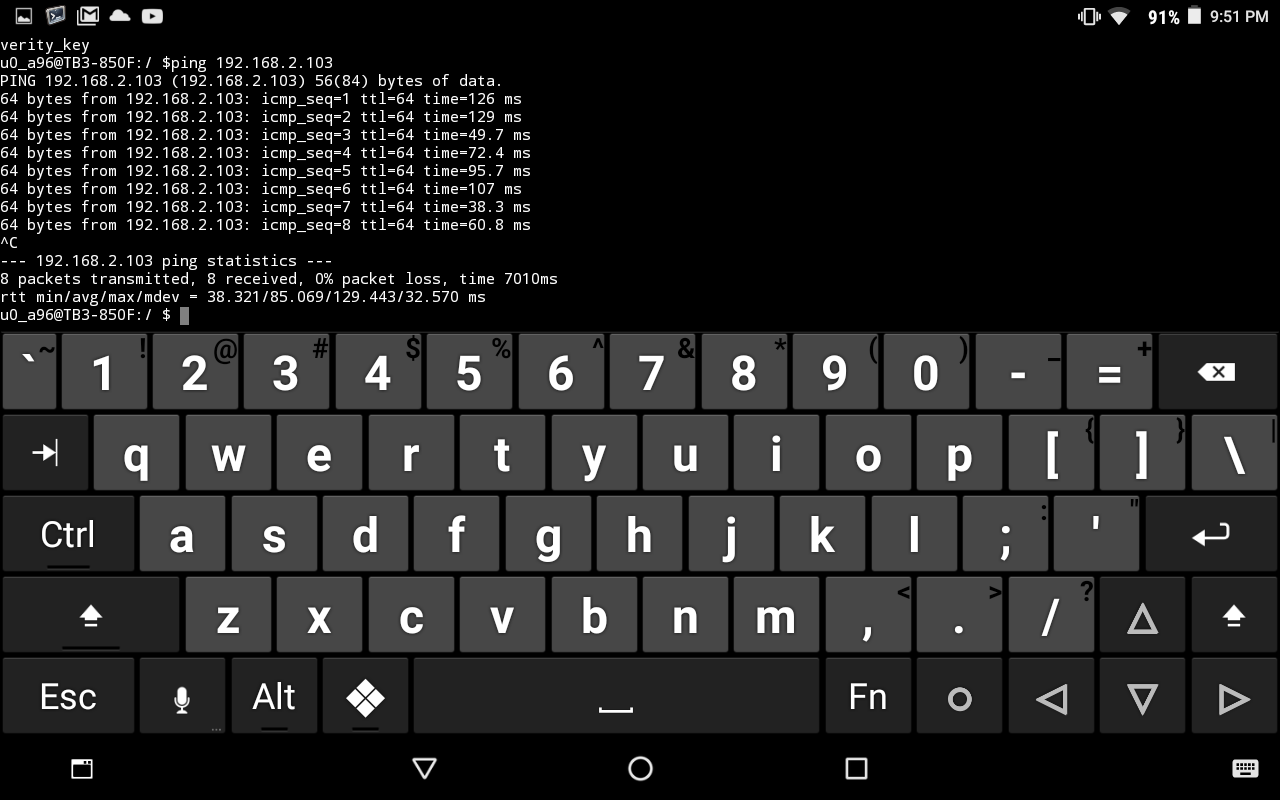 91% 9:51 PM
verity_key
u0_a96@TB3-850F:/ $ping 192.168.2.103
PING 192.168.2.103 (192.168.2.103) 56(84) bytes of data.
64 bytes from 192.168.2.103: icmp_seq=1 ttl=64 time=126 ms
64 bytes from 192.168.2.103: icmp_seq=2 ttl=64 time=129 ms
64 bytes from 192.168.2.103: icmp_seq=3 ttl=64 time=49.7 ms
64 bytes from 192.168.2.103: icmp_seq=4 ttl=64 time=72.4 ms
64 bytes from 192.168.2.103: icmp_seq=5 ttl=64 time=95.7 ms
64 bytes from 192.168.2.103: icmp_seq=6 ttl=64 time=107 ms
64 bytes from 192.168.2.103: icmp_seq=7 ttl=64 time=38.3 ms
64 bytes from 192.168.2.103: icmp_seq=8 ttl=64 time=60.8 ms
^C
--- 192.168.2.103 ping statistics ---
8 packets transmitted, 8 received, 0% packet loss, time 7010ms
rtt min/avg/max/mdev = 38.321/85.069/129.443/32.570 ms
u0_a96@TB3-850F:/ $
` ~ 1 ! 2 @ 3 # 4 $ 5 % 6 ^ 7 & 8 * 9 ( 0 ) - _ = +
q w e r t y u i o p [ { ] } \ |
Ctrl a s d f g h j k l ; : ' "
z x c v b n m , < . > / ?
Esc ... Alt Fn